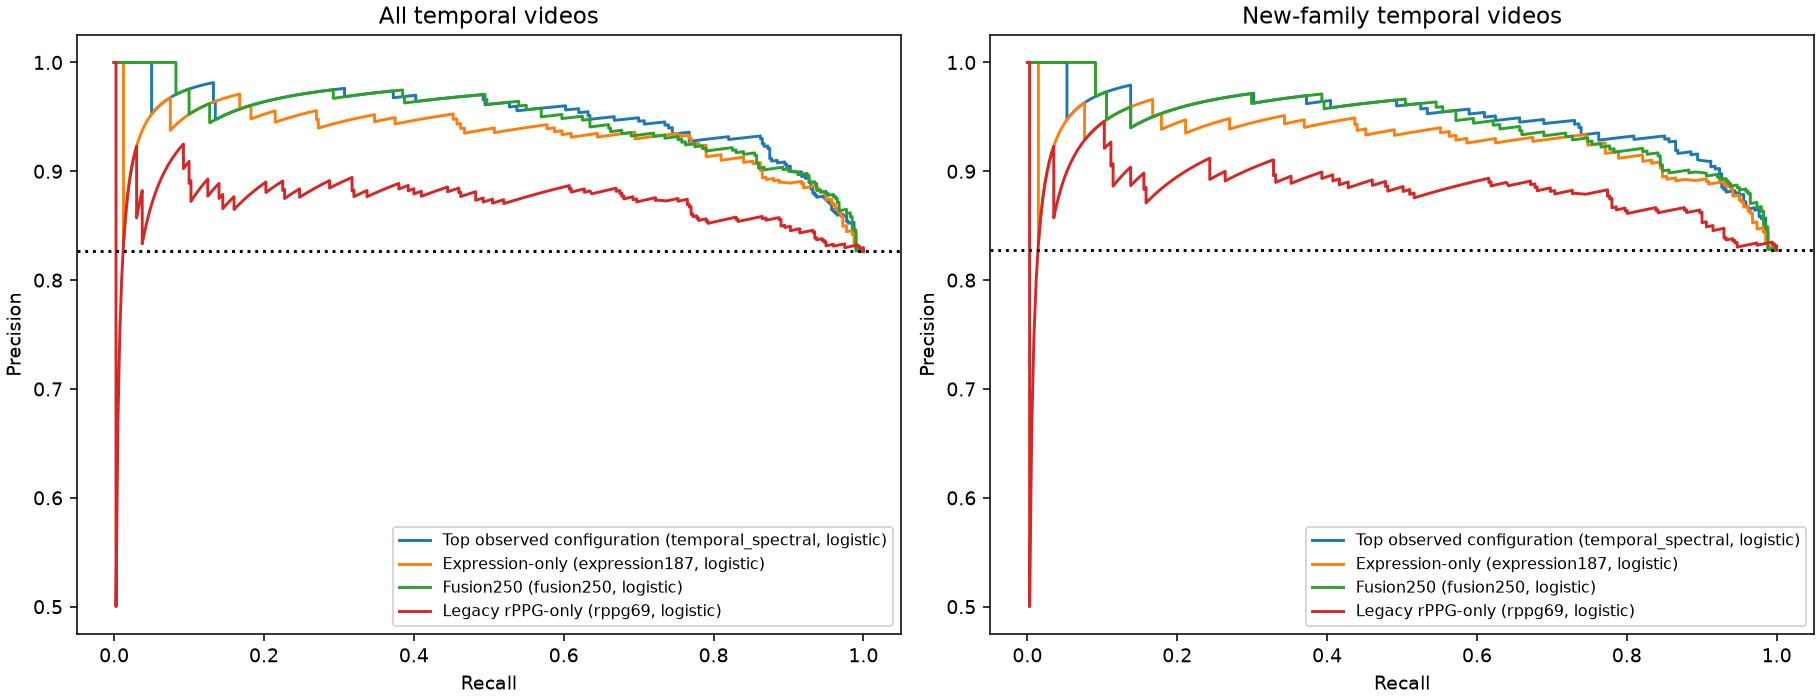 All temporal videos
Precision
1.0
0.9
0.8
0.7
0.6
0.5
0.0
0.2
0.4
0.6
0.8
1.0
Recall
Top observed configuration (temporal_spectral, logistic)
Expression-only (expression187, logistic)
Fusion250 (fusion250, logistic)
Legacy rPPG-only (rppg69, logistic)
New-family temporal videos
Precision
1.0
0.9
0.8
0.7
0.6
0.5
0.0
0.2
0.4
0.6
0.8
1.0
Recall
Top observed configuration (temporal_spectral, logistic)
Expression-only (expression187, logistic)
Fusion250 (fusion250, logistic)
Legacy rPPG-only (rppg69, logistic)